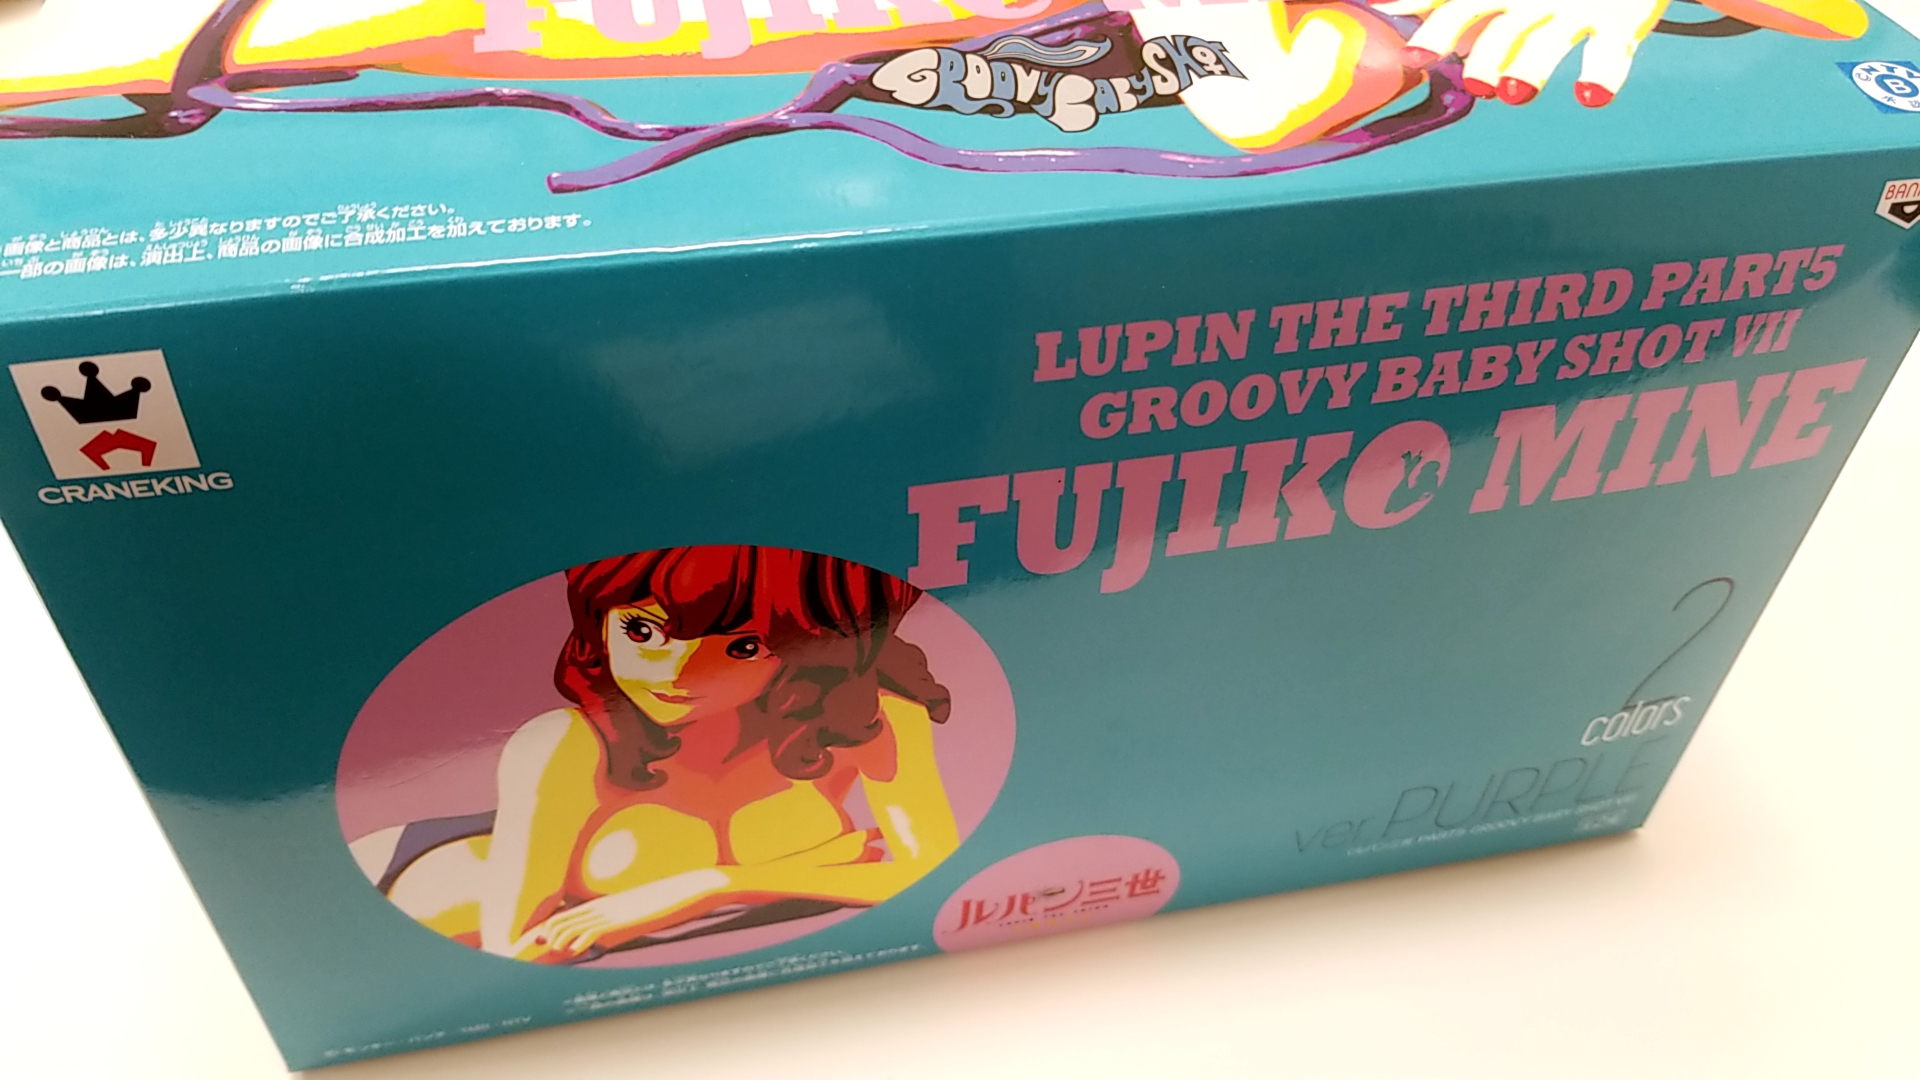 FUJIKO
GROOVY BABY SHOT
画像と商品とは、多少異なりますのでご了承ください。
一部の画像は、演出上、商品の画像に合成加工を加えております。
CRANEKING
LUPIN THE THIRD PART5
GROOVY BABY SHOT VII
FUJIKO MINE
2
colors
ver. PURPLE
ルパン三世